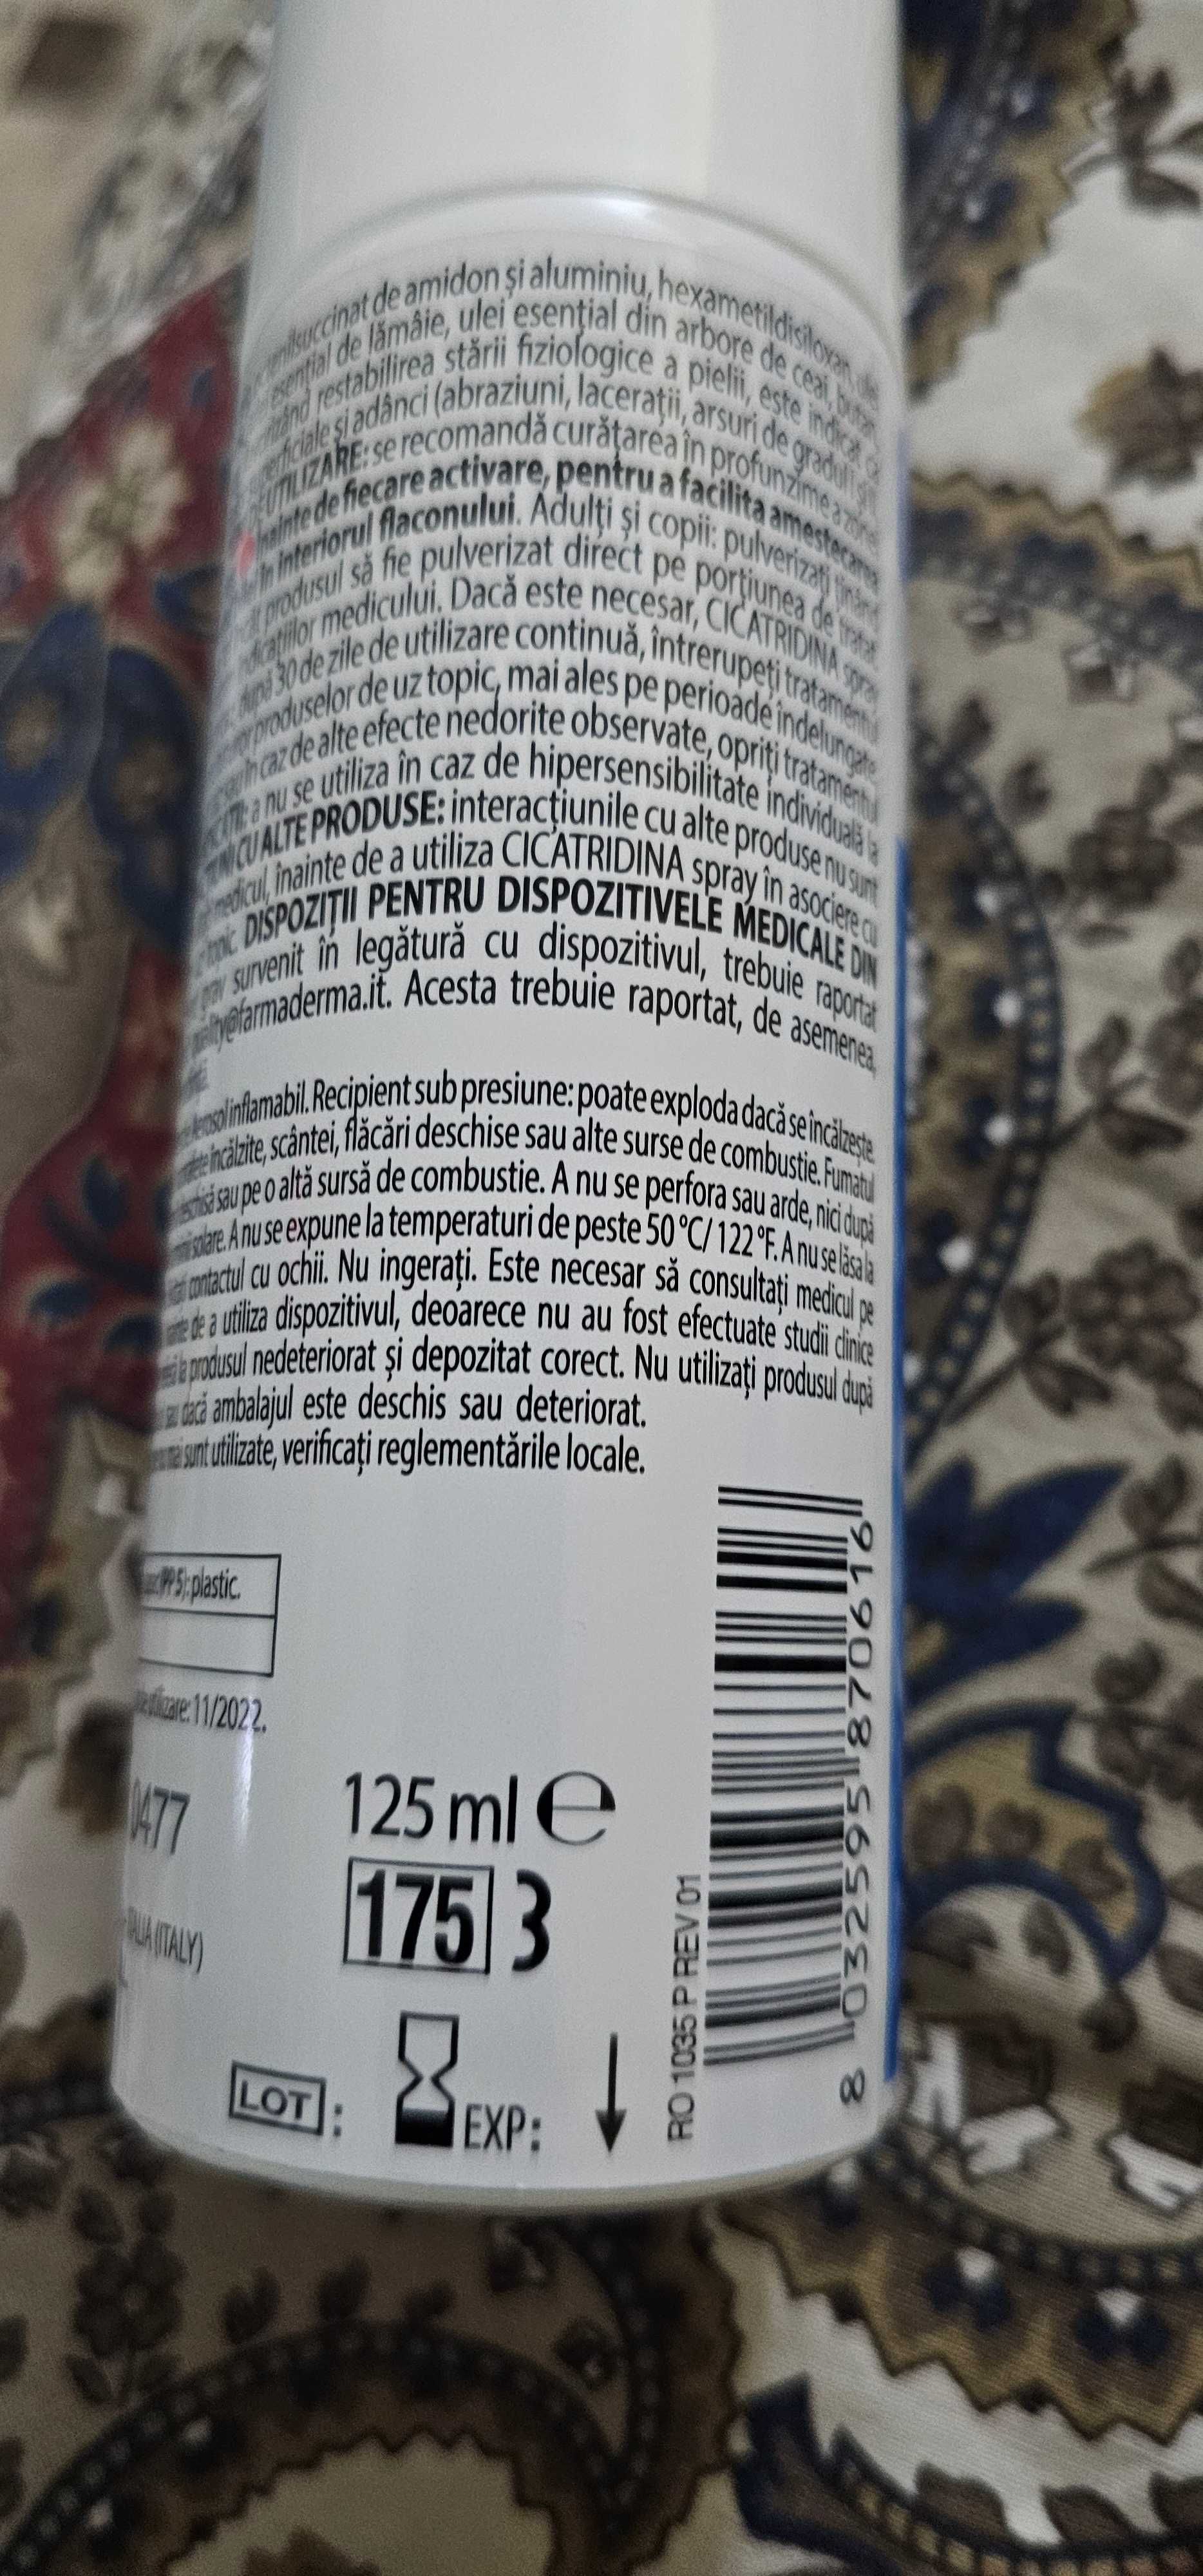 de amidon și aluminiu, hexametildisiloxan,
esențial de lămâie, ulei esențial din arbore de ceai, butan,
restabilirea stării fiziologice a pielii, este indicat
și adânci (abraziuni, lacerații, arsuri de gradul I și II
UTILIZARE: se recomandă curățarea în profunzime a zonei
înainte de fiecare activare, pentru a facilita amestecarea
în interiorul flaconului. Adulți și copii: pulverizați ținând
produsul să fie pulverizat direct pe porțiunea de tratat
indicațiilor medicului. Dacă este necesar, CICATRIDINA spray
după 30 de zile de utilizare continuă, întrerupeți tratamentul
produselor de uz topic, mai ales pe perioade îndelungate
în caz de alte efecte nedorite observate, opriți tratamentul
a nu se utiliza în caz de hipersensibilitate individuală la
CU ALTE PRODUSE: interacțiunile cu alte produse nu sunt
medicul, înainte de a utiliza CICATRIDINA spray în asociere cu
topic. DISPOZIȚII PENTRU DISPOZITIVELE MEDICALE DIN
grav survenit în legătură cu dispozitivul, trebuie raportat
quality@farmaderma.it. Acesta trebuie raportat, de asemenea,
Aerosol inflamabil. Recipient sub presiune: poate exploda dacă se încălzește.
încălzite, scântei, flăcări deschise sau alte surse de combustie. Fumatul
deschisă sau pe o altă sursă de combustie. A nu se perfora sau arde, nici după
solare. A nu se expune la temperaturi de peste 50 °C/ 122 °F. A nu se lăsa la
contactul cu ochii. Nu ingerați. Este necesar să consultați medicul pe
de a utiliza dispozitivul, deoarece nu au fost efectuate studii clinice
la produsul nedeteriorat și depozitat corect. Nu utilizați produsul după
sau dacă ambalajul este deschis sau deteriorat.
mai sunt utilizate, verificați reglementările locale.
(PP 5): plastic.
utilizare: 11/2022.
0477
125 ml e
ITALIA (ITALY)
175 3
LOT :
EXP:
RO 1035 P REV 01
8 032595 870616